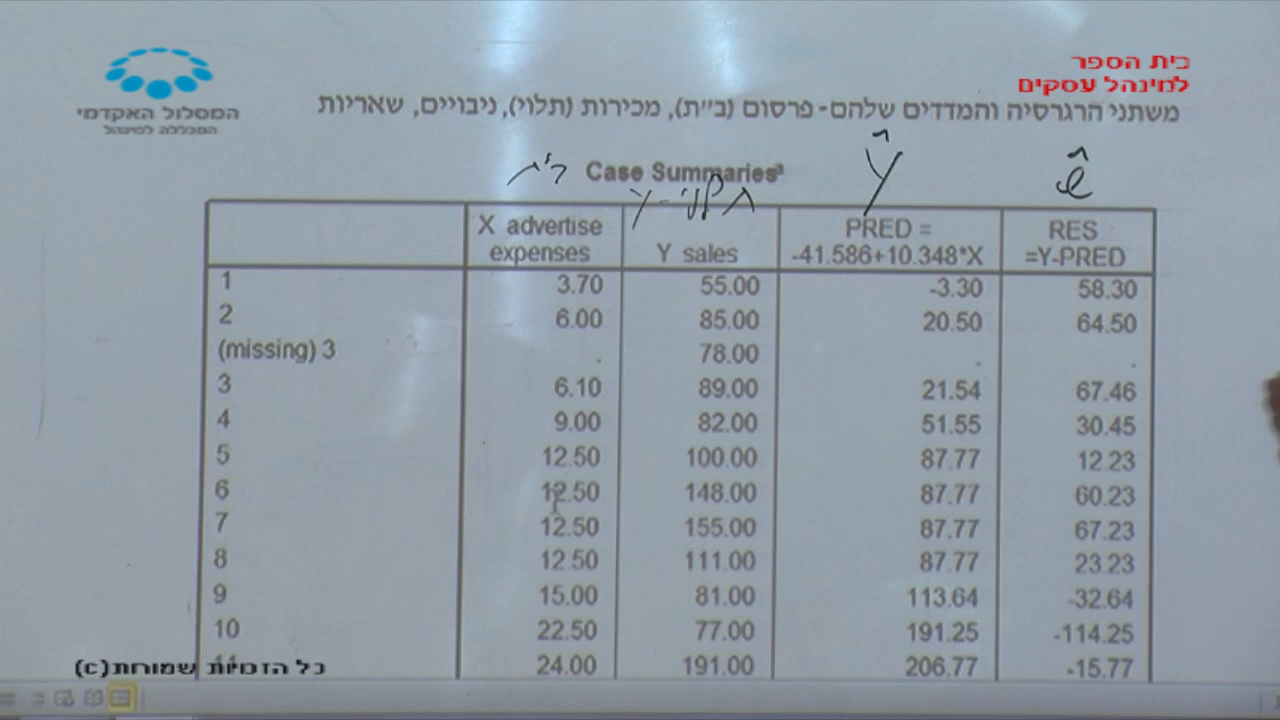 בית הספר
למינהל עסקים
המסלול האקדמי
המכללה למינהל
משתני הרגרסיה והמדדים שלהם- פרסום (ב״ת), מכירות (תלוי), ניבויים, שאריות
Case Summariesª
ŷ ê
X advertise expenses Y sales PRED = -41.586+10.348*X RES =Y-PRED
1 3.70 55.00 -3.30 58.30
2 6.00 85.00 20.50 64.50
(missing) 3 . 78.00 . .
3 6.10 89.00 21.54 67.46
4 9.00 82.00 51.55 30.45
5 12.50 100.00 87.77 12.23
6 12.50 148.00 87.77 60.23
7 12.50 155.00 87.77 67.23
8 12.50 111.00 87.77 23.23
9 15.00 81.00 113.64 -32.64
10 22.50 77.00 191.25 -114.25
11 24.00 191.00 206.77 -15.77
כל הזכויות שמורות (c)